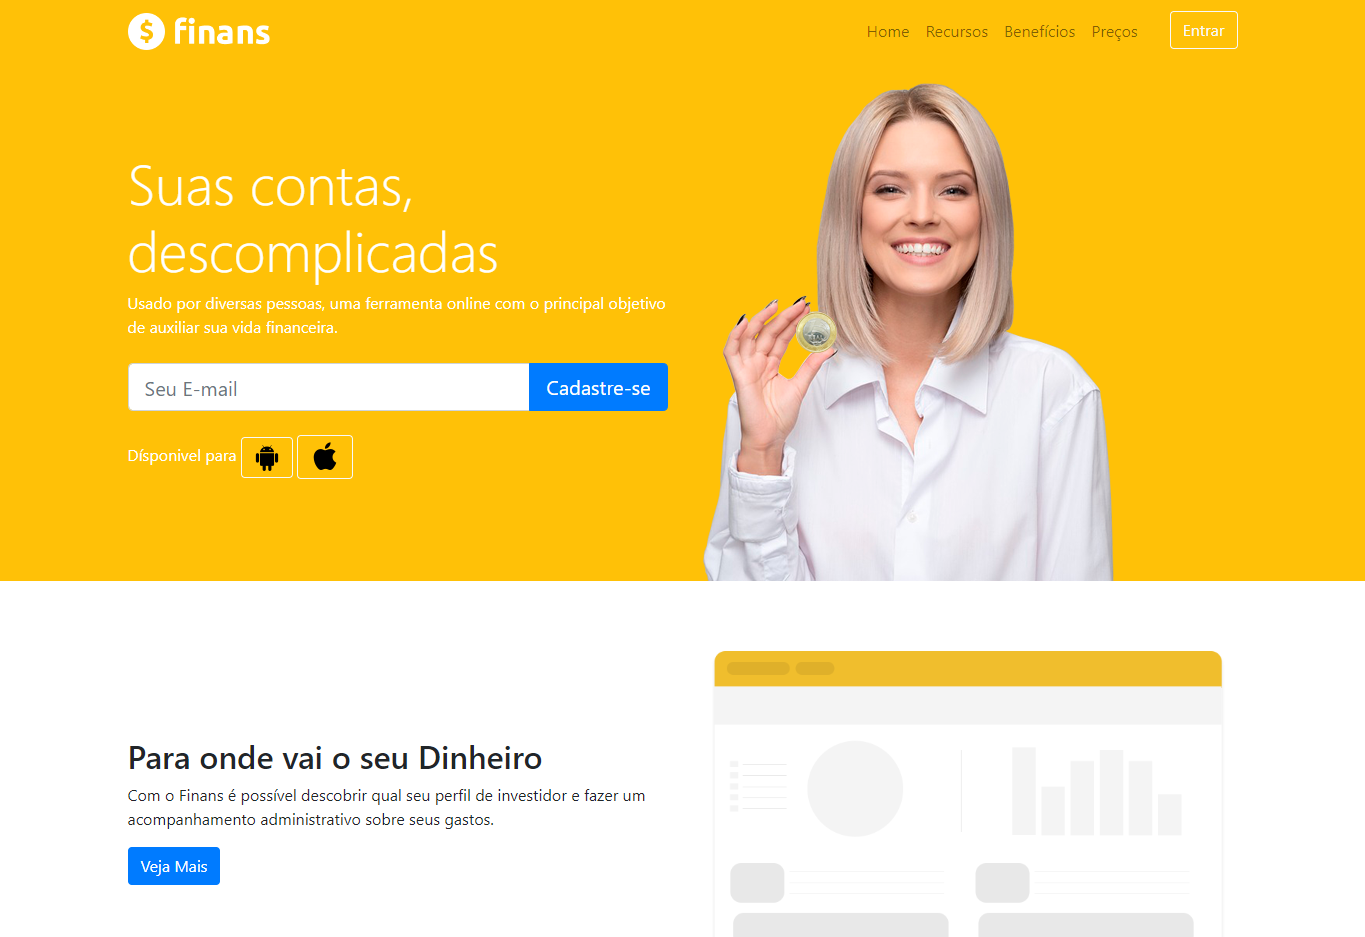 $ finans
Home Recursos Benefícios Preços Entrar
Suas contas,
descomplicadas
Usado por diversas pessoas, uma ferramenta online com o principal objetivo
de auxiliar sua vida financeira.
Seu E-mail Cadastre-se
Dísponivel para
Para onde vai o seu Dinheiro
Com o Finans é possível descobrir qual seu perfil de investidor e fazer um
acompanhamento administrativo sobre seus gastos.
Veja Mais